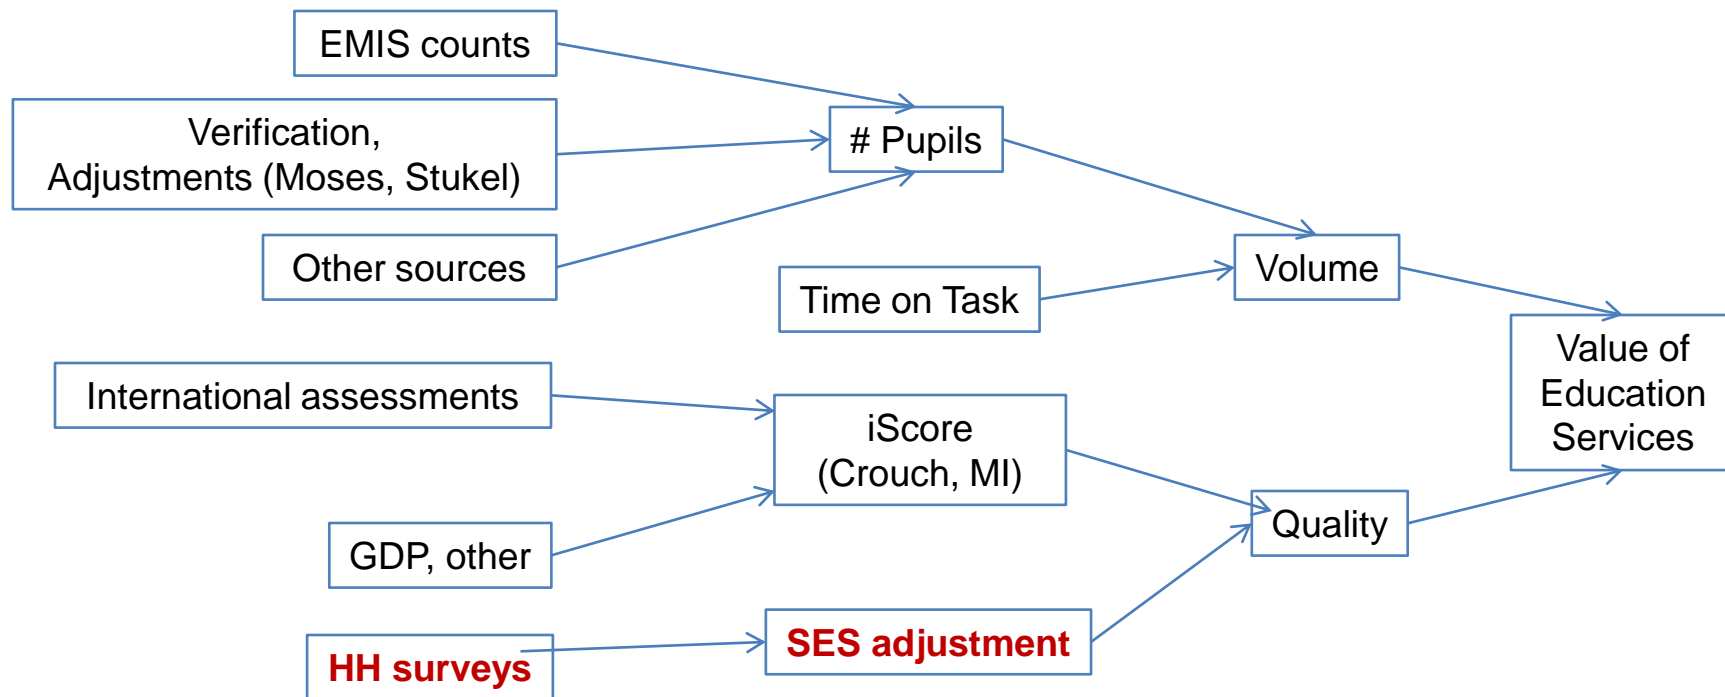 EMIS counts
Verification,
Adjustments (Moses, Stukel)
# Pupils
Other sources
Volume
Time on Task
Value of
Education
Services
International assessments
iScore
(Crouch, MI)
Quality
GDP, other
SES adjustment
HH surveys